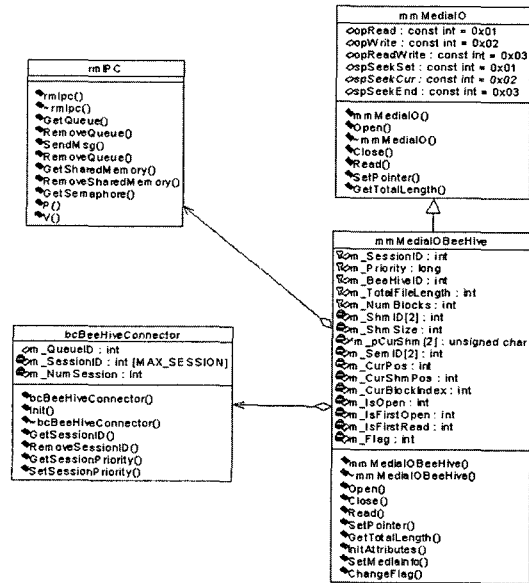 mmMediaIO
opRead : const int = 0x01
opWrite : const int = 0x02
opReadWrite : const int = 0x03
spSeekSet : const int = 0x01
spSeekCur : const int = 0x02
spSeekEnd : const int = 0x03
mmMediaIO()
Open()
~mmMediaIO()
Close()
Read()
SetPointer()
GetTotalLength()
rmIPC
rmIpc()
~rmIpc()
GetQueue()
RemoveQueue()
SendMsg()
RemoveQueue()
GetSharedMemory()
RemoveSharedMemory()
GetSemaphore()
P()
V()
mmMediaIOBeeHive
m_SessionID : int
m_Priority : long
m_BeeHiveID : int
m_TotalFileLength : int
m_NumBlocks : int
m_ShmID[2] : int
m_ShmSize : int
*m_pCurShm [2] : unsigned char
m_SemID[2] : int
m_CurPos : int
m_CurShmPos : int
m_CurBlockIndex : int
m_IsOpen : int
m_IsFirstOpen : int
m_IsFirstRead : int
m_Flag : int
mmMediaIOBeeHive()
~mmMediaIOBeeHive()
Open()
Close()
Read()
SetPointer()
GetTotalLength()
InitAttributes()
SetMediaInfo()
ChangeFlag()
bcBeeHiveConnector
m_QueueID : int
m_SessionID : int [MAX_SESSION]
m_NumSession : int
bcBeeHiveConnector()
Init()
~bcBeeHiveConnector()
GetSessionID()
RemoveSessionID()
GetSessionPriority()
SetSessionPriority()